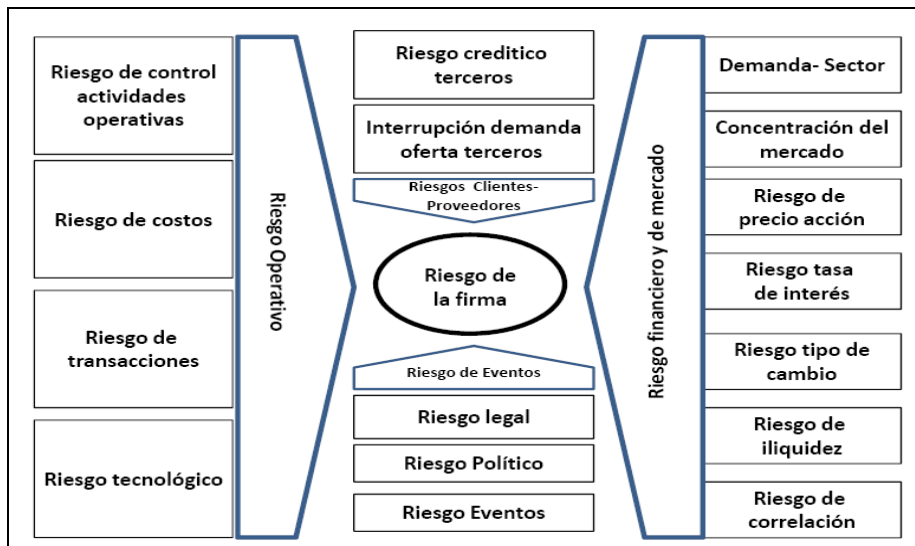 Riesgo de control
actividades
operativas
Riesgo de costos
Riesgo de
transacciones
Riesgo tecnológico
Riesgo Operativo
Riesgo creditico
terceros
Interrupción demanda
oferta terceros
Riesgos Clientes-
Proveedores
Riesgo de
la firma
Riesgo de Eventos
Riesgo legal
Riesgo Político
Riesgo Eventos
Riesgo financiero y de mercado
Demanda- Sector
Concentración del
mercado
Riesgo de
precio acción
Riesgo tasa
de interés
Riesgo tipo de
cambio
Riesgo de
iliquidez
Riesgo de
correlación